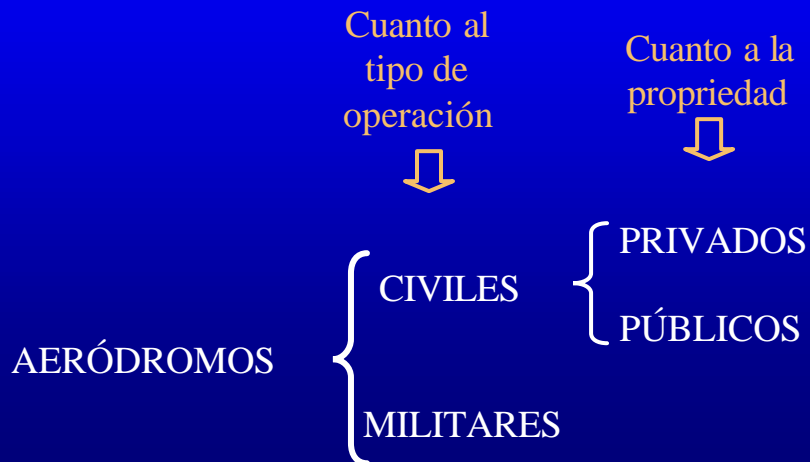 Cuanto al
tipo de
operación
Cuanto a la
propriedad
PRIVADOS
CIVILES
PÚBLICOS
AERÓDROMOS
MILITARES